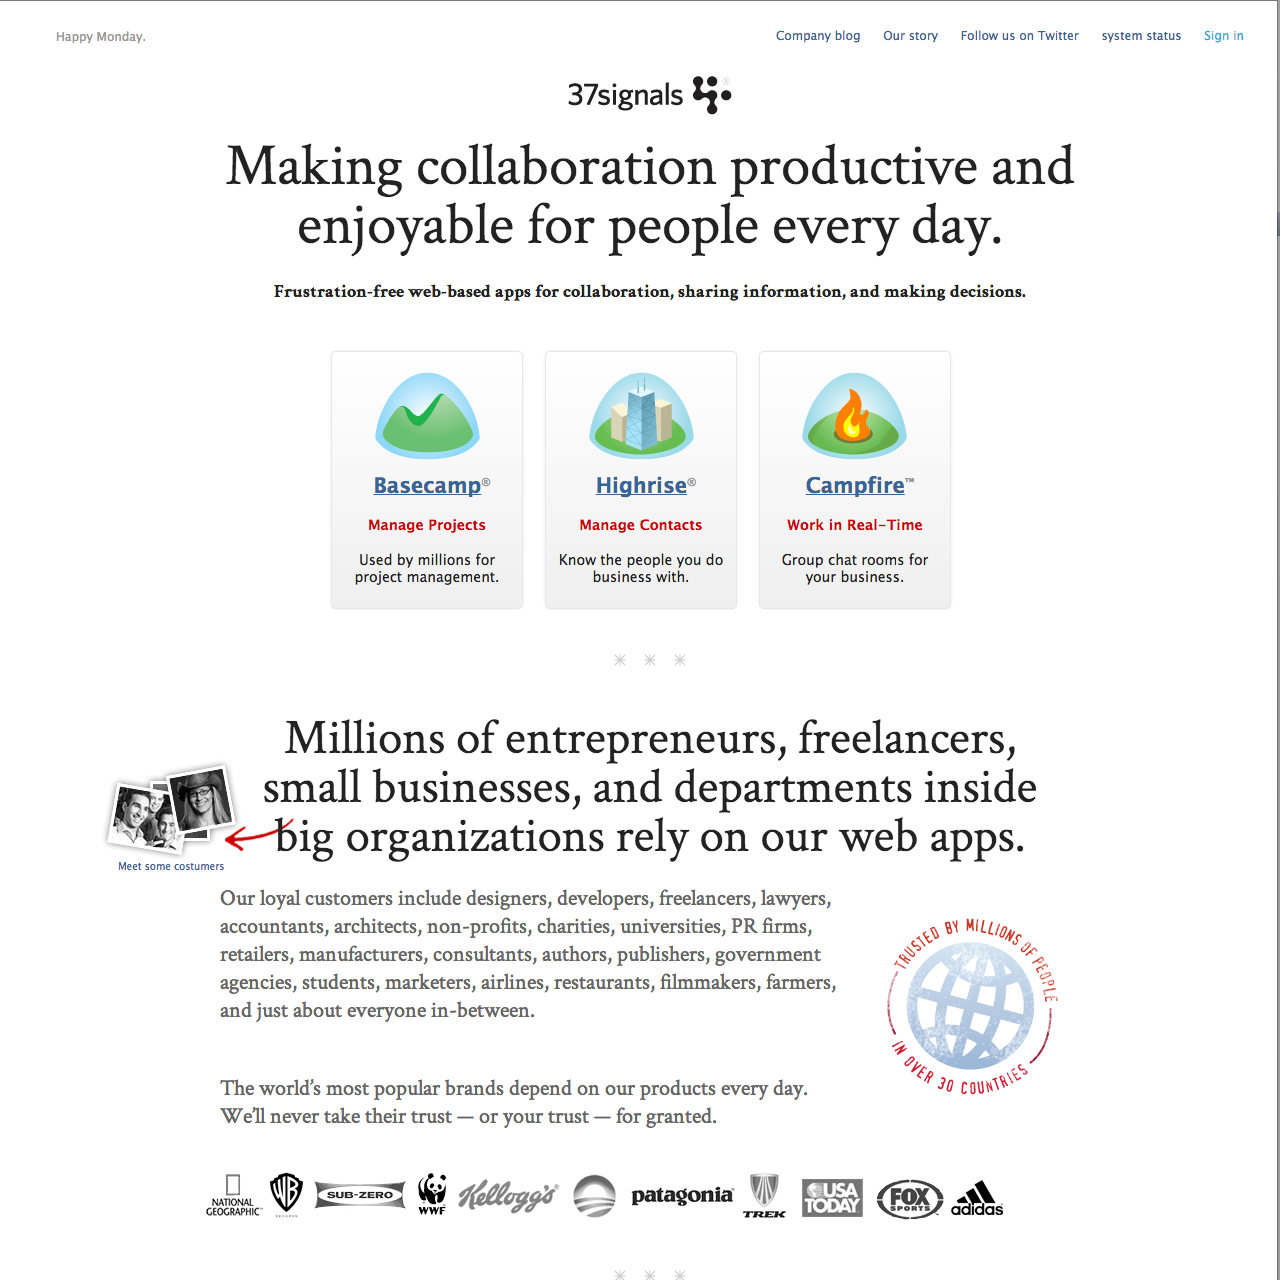 Happy Monday.
Company blog Our story Follow us on Twitter system status Sign in
37signals ®
Making collaboration productive and
enjoyable for people every day.
Frustration-free web-based apps for collaboration, sharing information, and making decisions.
Basecamp®
Manage Projects
Used by millions for
project management.
Highrise®
Manage Contacts
Know the people you do
business with.
Campfire™
Work in Real-Time
Group chat rooms for
your business.
Millions of entrepreneurs, freelancers,
small businesses, and departments inside
big organizations rely on our web apps.
Meet some costumers
Our loyal customers include designers, developers, freelancers, lawyers,
accountants, architects, non-profits, charities, universities, PR firms,
retailers, manufacturers, consultants, authors, publishers, government
agencies, students, marketers, airlines, restaurants, filmmakers, farmers,
and just about everyone in-between.
TRUSTED BY MILLIONS OF PEOPLE
IN OVER 30 COUNTRIES
The world’s most popular brands depend on our products every day.
We’ll never take their trust — or your trust — for granted.
NATIONAL
GEOGRAPHIC™
WB
RECORDS
SUB-ZERO
WWF
Kellogg's®
patagonia®
TREK
USA
TODAY
FOX
SPORTS
adidas